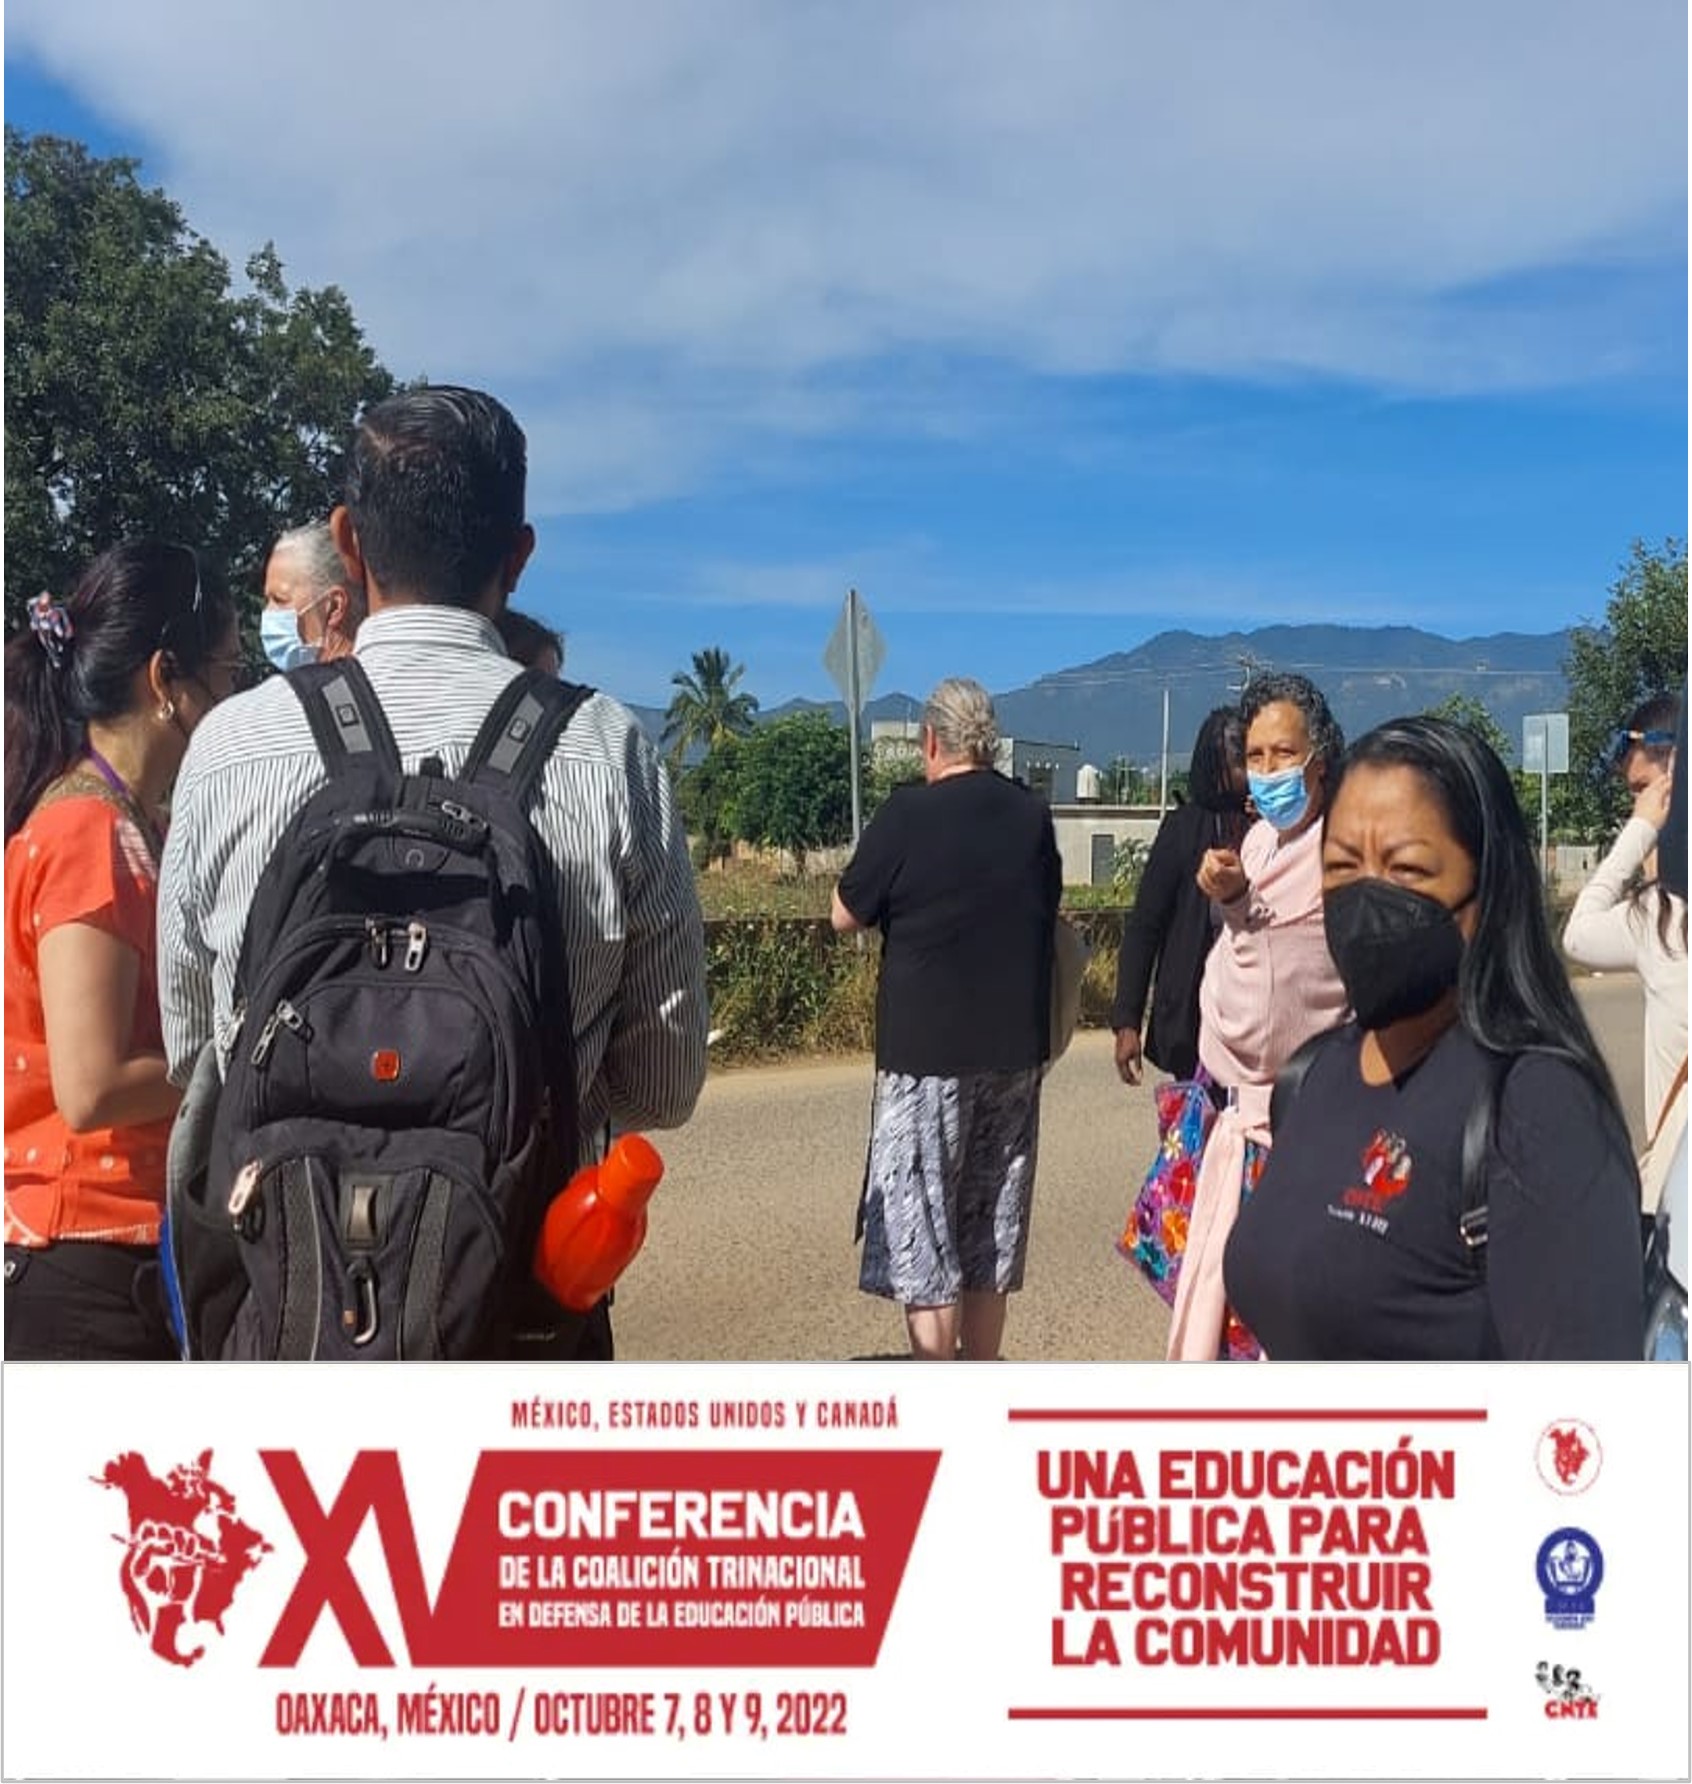 MÉXICO, ESTADOS UNIDOS Y CANADÁ
XV
CONFERENCIA
DE LA COALICIÓN TRINACIONAL
EN DEFENSA DE LA EDUCACIÓN PÚBLICA
OAXACA, MÉXICO / OCTUBRE 7, 8 Y 9, 2022
UNA EDUCACIÓN
PÚBLICA PARA
RECONSTRUIR
LA COMUNIDAD
CNTE